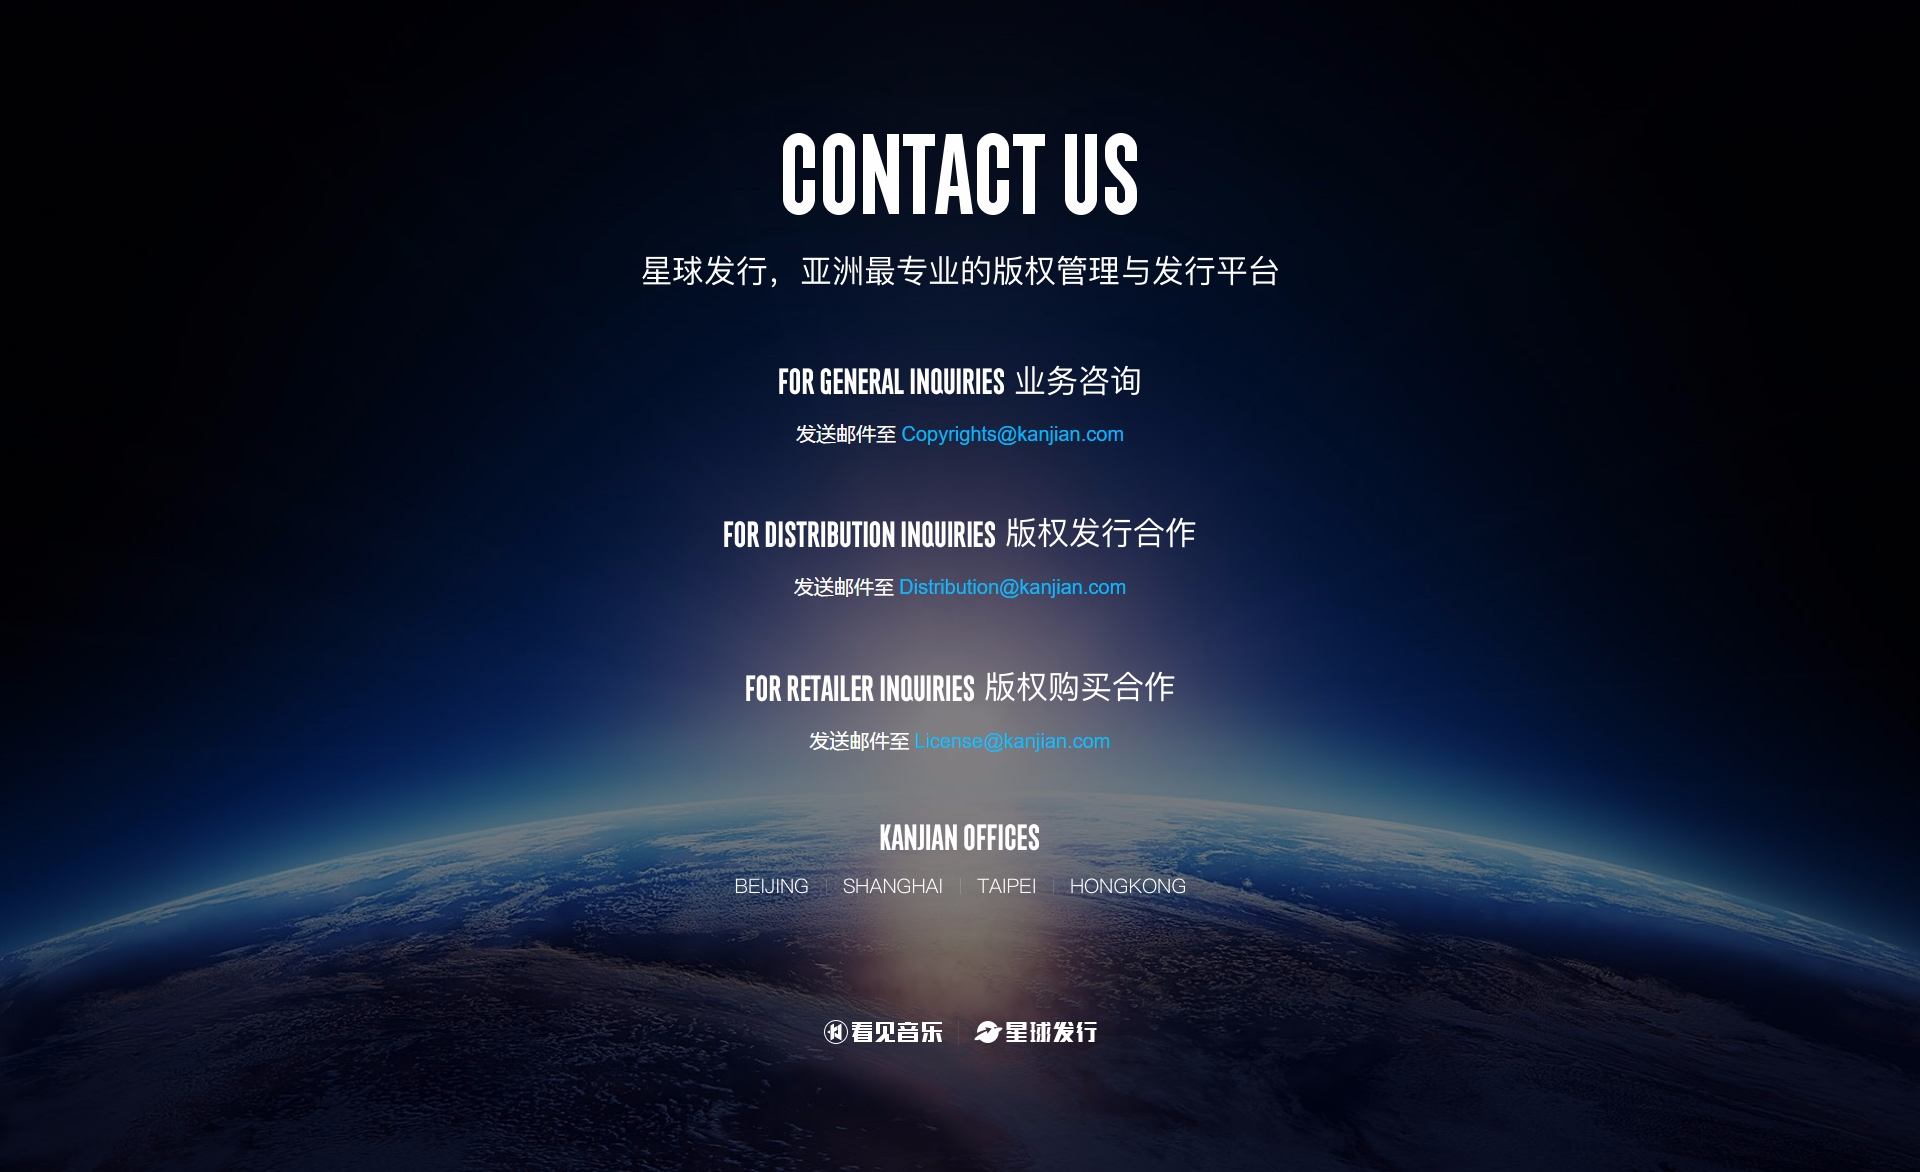 CONTACT US
星球发行，亚洲最专业的版权管理与发行平台
FOR GENERAL INQUIRIES 业务咨询
发送邮件至 Copyrights@kanjian.com
FOR DISTRIBUTION INQUIRIES 版权发行合作
发送邮件至 Distribution@kanjian.com
FOR RETAILER INQUIRIES 版权购买合作
发送邮件至 License@kanjian.com
KANJIAN OFFICES
BEIJING | SHANGHAI | TAIPEI | HONGKONG
看见音乐 | 星球发行